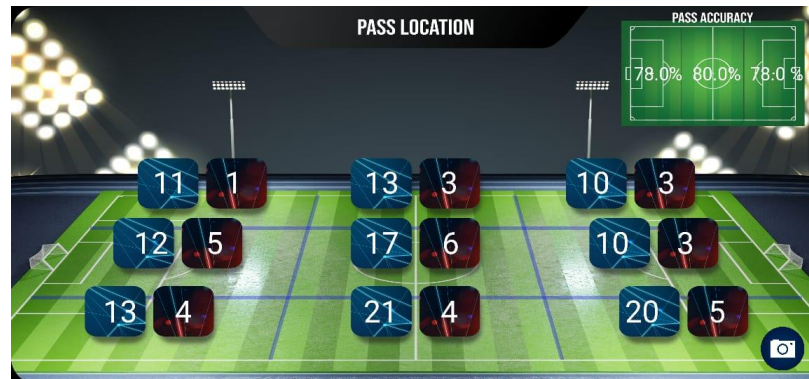 PASS LOCATION
PASS ACCURACY
78.0% 80.0% 78.0 %
11 1 13 3 10 3
12 5 17 6 10 3
13 4 21 4 20 5